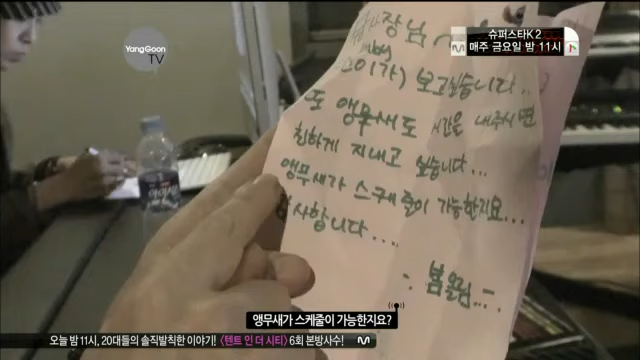 YangGoon
TV
슈퍼스타K 2
매주 금요일 밤 11시
장님
보고싶습니다..
또 앵무새도 시간을 내주시면
친하게 지내고 싶습니다...
앵무새가 스케줄이 가능한지요...
사합니다....
- 봄올림...-
앵무새가 스케줄이 가능한지요?
오늘 밤 11시, 20대들의 솔직발칙한 이야기! <텐트 인 더 시티> 6회 본방사수!